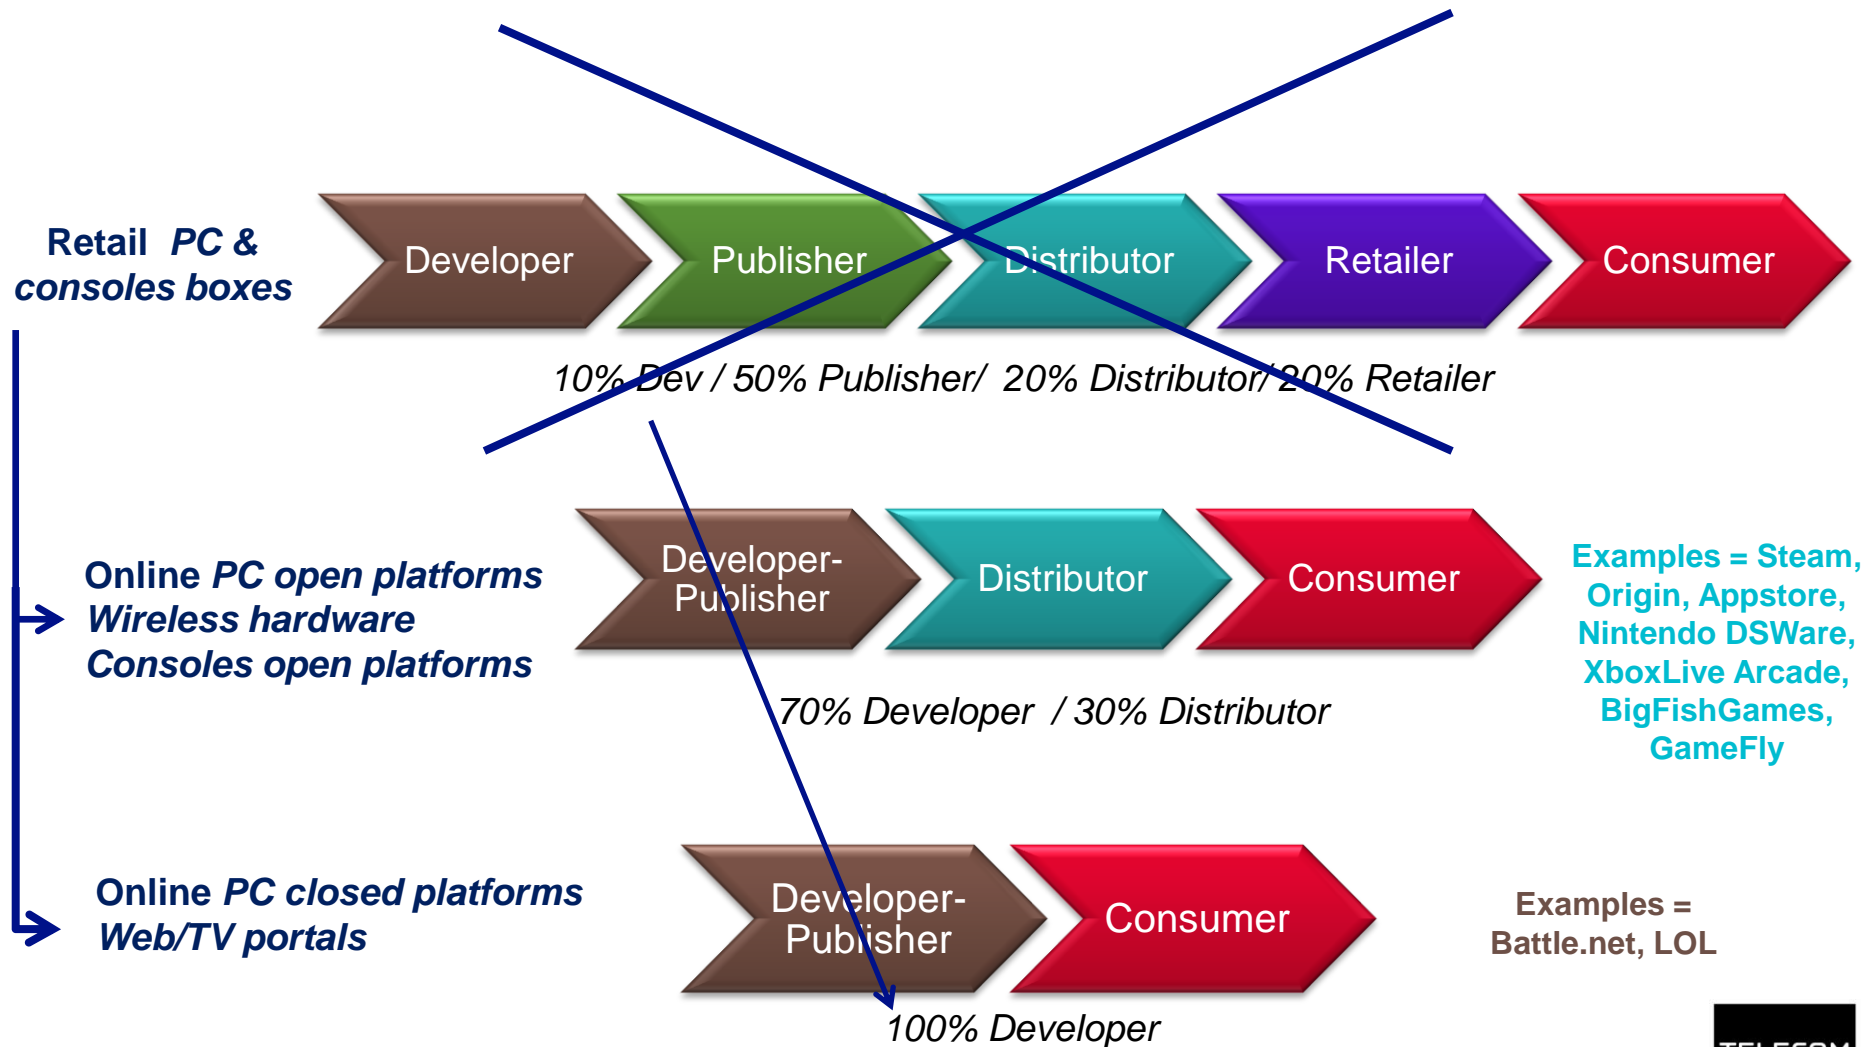 Retail PC &
consoles boxes
Developer
Publisher
Distributor
Retailer
Consumer
10% Dev / 50% Publisher/ 20% Distributor/ 20% Retailer
Online PC open platforms
Wireless hardware
Consoles open platforms
Developer-
Publisher
Distributor
Consumer
Examples = Steam,
Origin, Appstore,
Nintendo DSWare,
XboxLive Arcade,
BigFishGames,
GameFly
70% Developer / 30% Distributor
Online PC closed platforms
Web/TV portals
Developer-
Publisher
Consumer
Examples =
Battle.net, LOL
100% Developer
TELECOM